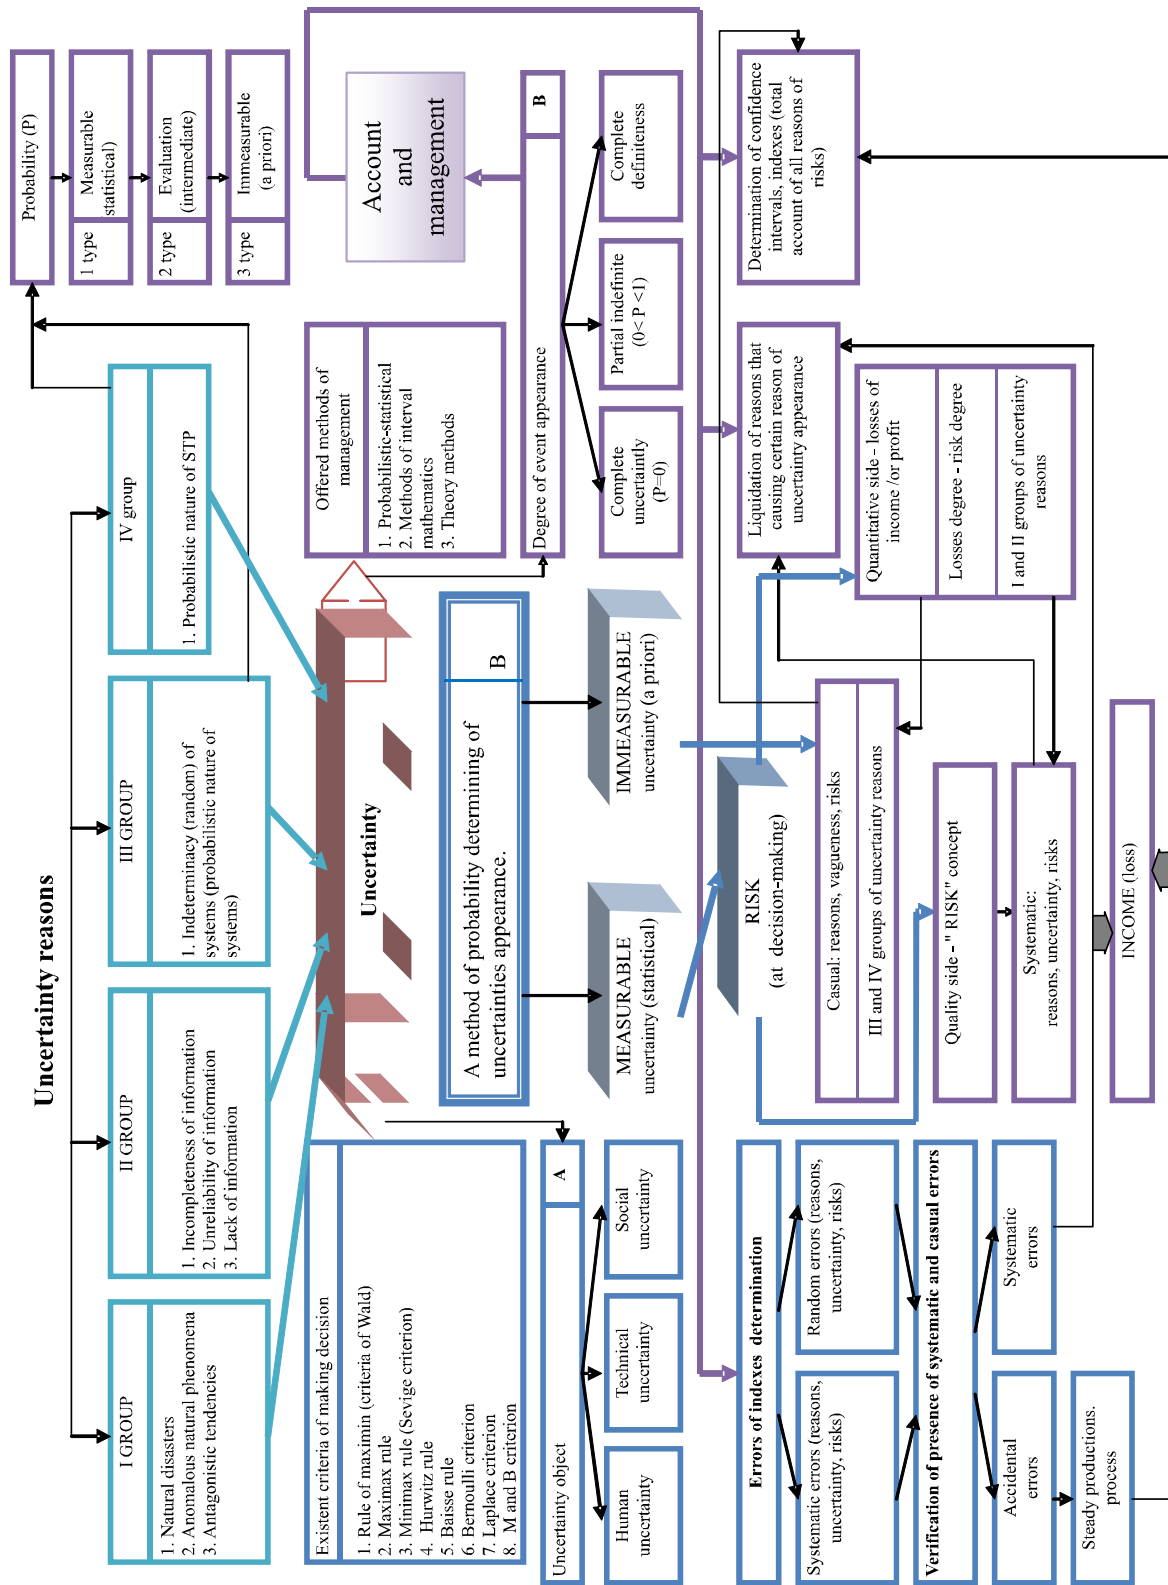 Uncertainty reasons
I GROUP
1. Natural disasters
2. Anomalous natural phenomena
3. Antagonistic tendencies
II GROUP
1. Incompleteness of information
2. Unreliability of information
3. Lack of information
III GROUP
1. Indeterminacy (random) of
systems (probabilistic nature of
systems)
IV group
1. Probabilistic nature of STP
Probability (P)
1 type
Measurable
(statistical)
2 type
Evaluation
(intermediate)
3 type
Immeasurable
(a priori)
Existent criteria of making decision
1. Rule of maximin (criteria of Wald)
2. Maximax rule
3. Minimax rule (Sevige criterion)
4. Hurwitz rule
5. Baisse rule
6. Bernoulli criterion
7. Laplace criterion
8. M and B criterion
Uncertainty
Offered methods of
management
1. Probabilistic-statistical
2. Methods of interval
mathematics
3. Theory methods
Account
and
management
A method of probability determining of
uncertainties appearance.
B
Uncertainty object
A
Human
uncertainty
Technical
uncertainty
Social
uncertainty
MEASURABLE
uncertainty (statistical)
IMMEASURABLE
uncertainty (a priori)
Degree of event appearance
B
Complete
uncertaintly
(P=0)
Partial indefinite
(0< P <1)
Complete
definiteness
RISK
(at decision-making)
Errors of indexes determination
Systematic errors (reasons,
uncertainty, risks)
Random errors (reasons,
uncertainty, risks)
Verification of presence of systematic and casual errors
Accidental
errors
Systematic
errors
Steady productions.
process
Casual: reasons, vagueness, risks
III and IV groups of uncertainty reasons
Quality side -" RISK" concept
Systematic:
reasons, uncertainty, risks
INCOME (loss)
Liquidation of reasons that
causing certain reason of
uncertainty appearance
Determination of confidence
intervals, indexes (total
account of all reasons of
risks)
Quantitative side - losses of
income /or profit
Losses degree - risk degree
I and II groups of uncertainty
reasons